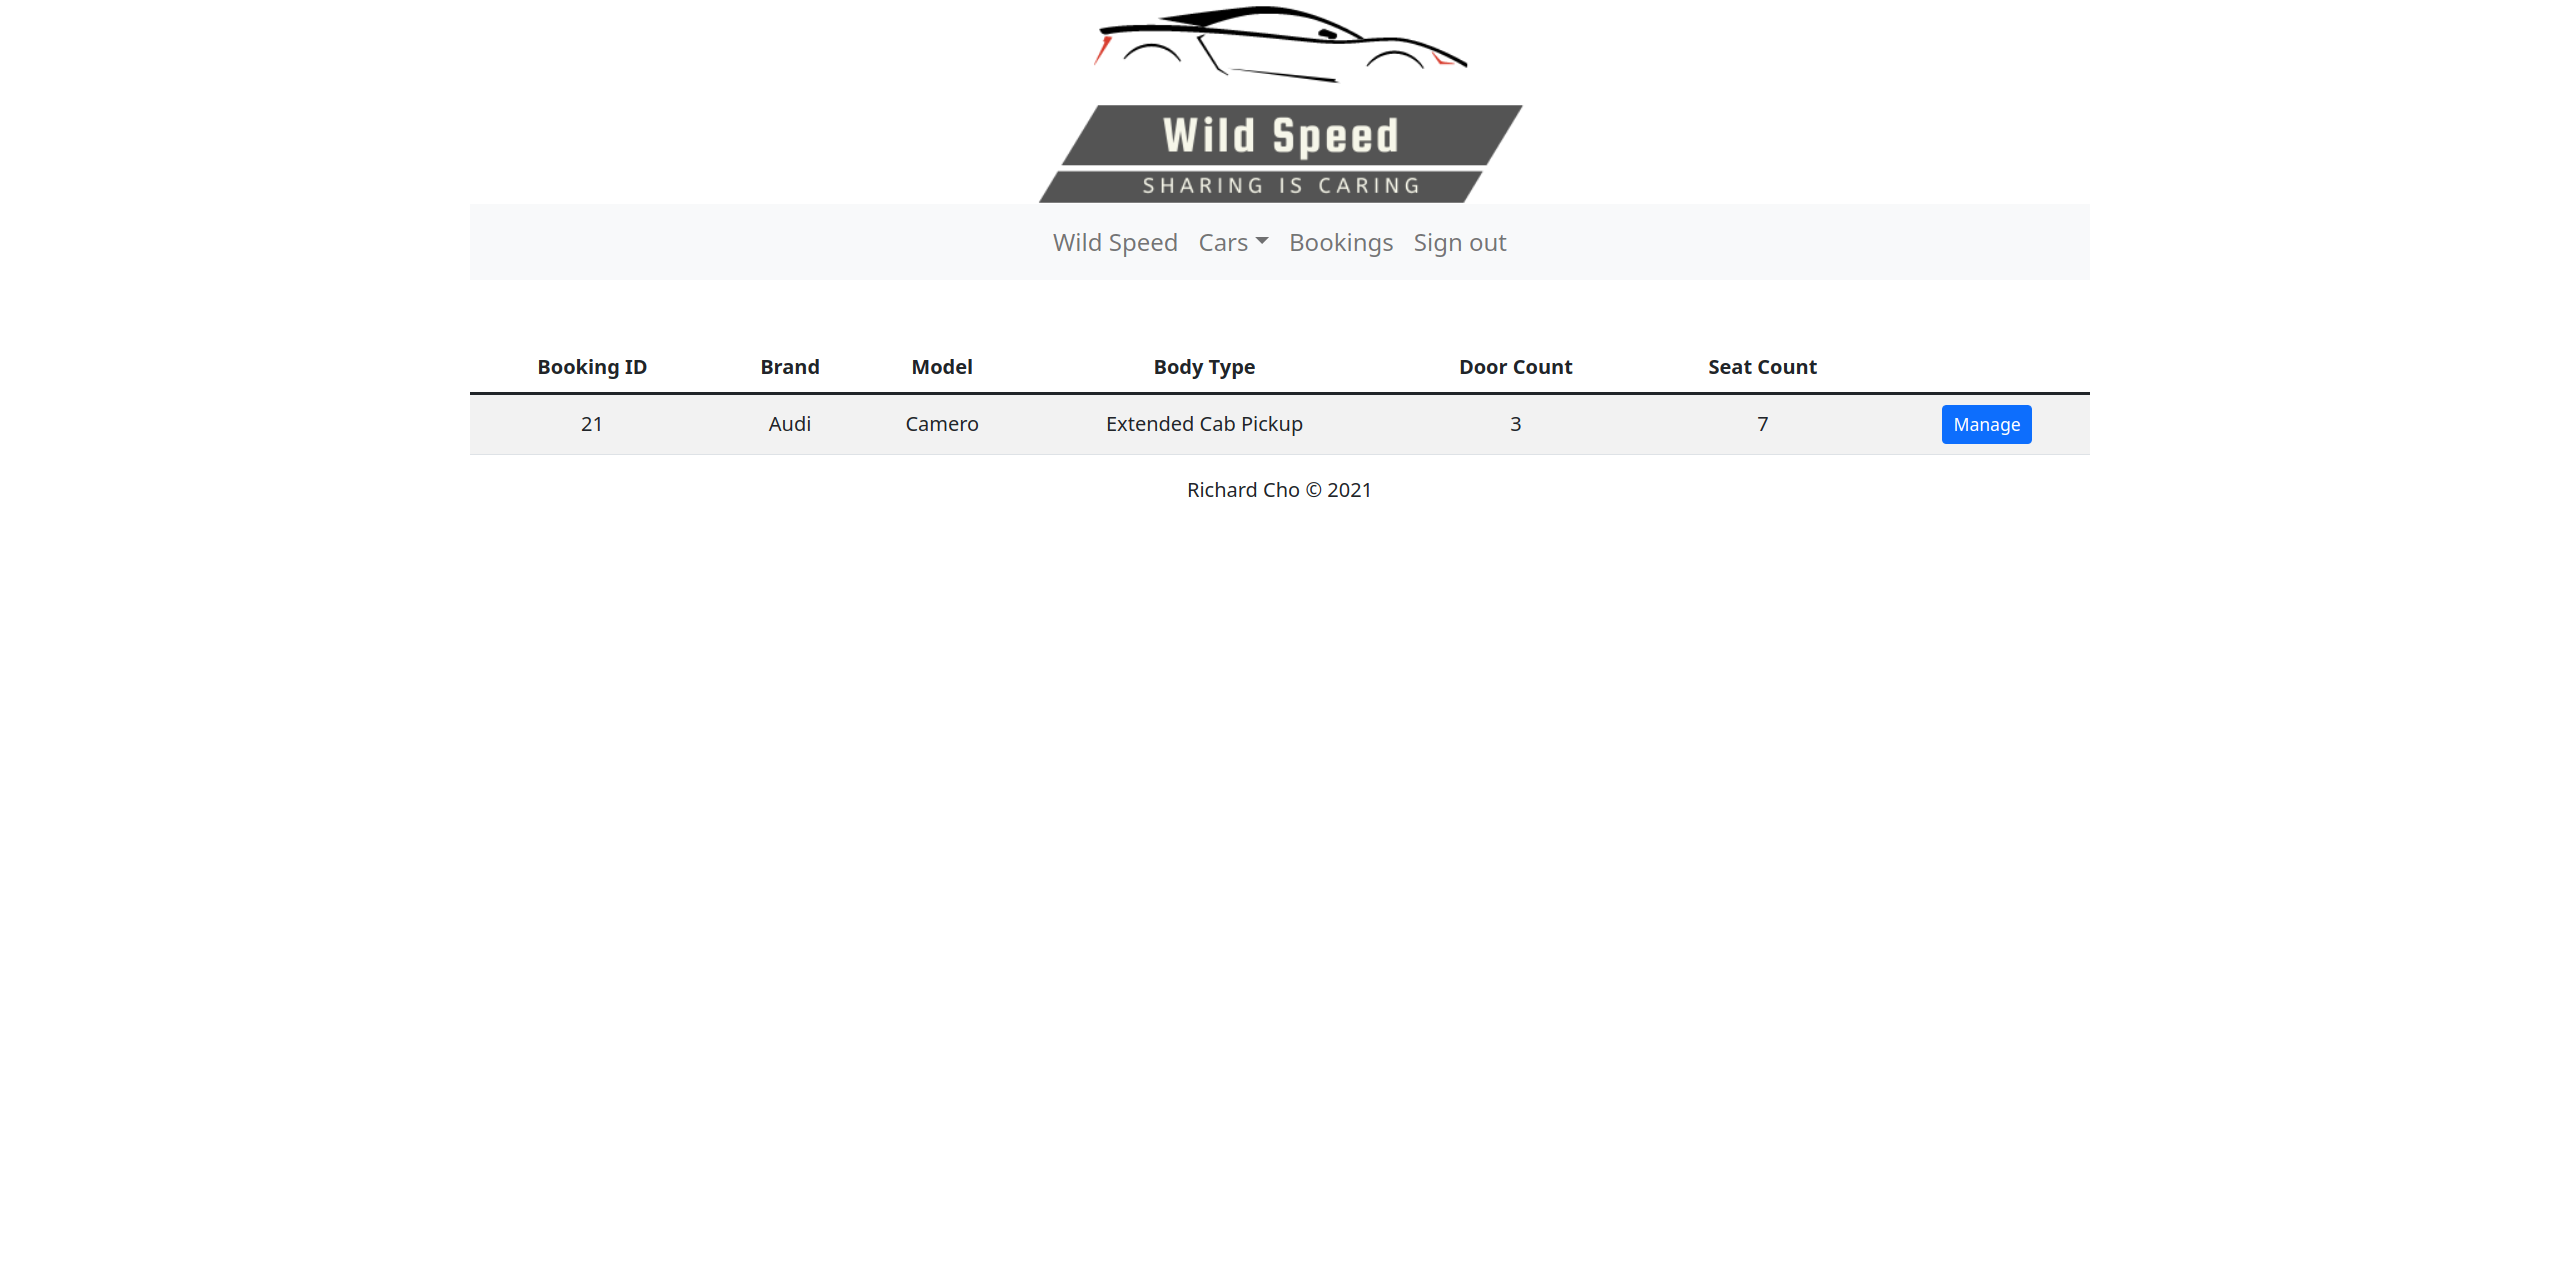 Wild Speed
SHARING IS CARING
Wild Speed Cars Bookings Sign out
Booking ID Brand Model Body Type Door Count Seat Count
21 Audi Camero Extended Cab Pickup 3 7 Manage
Richard Cho © 2021